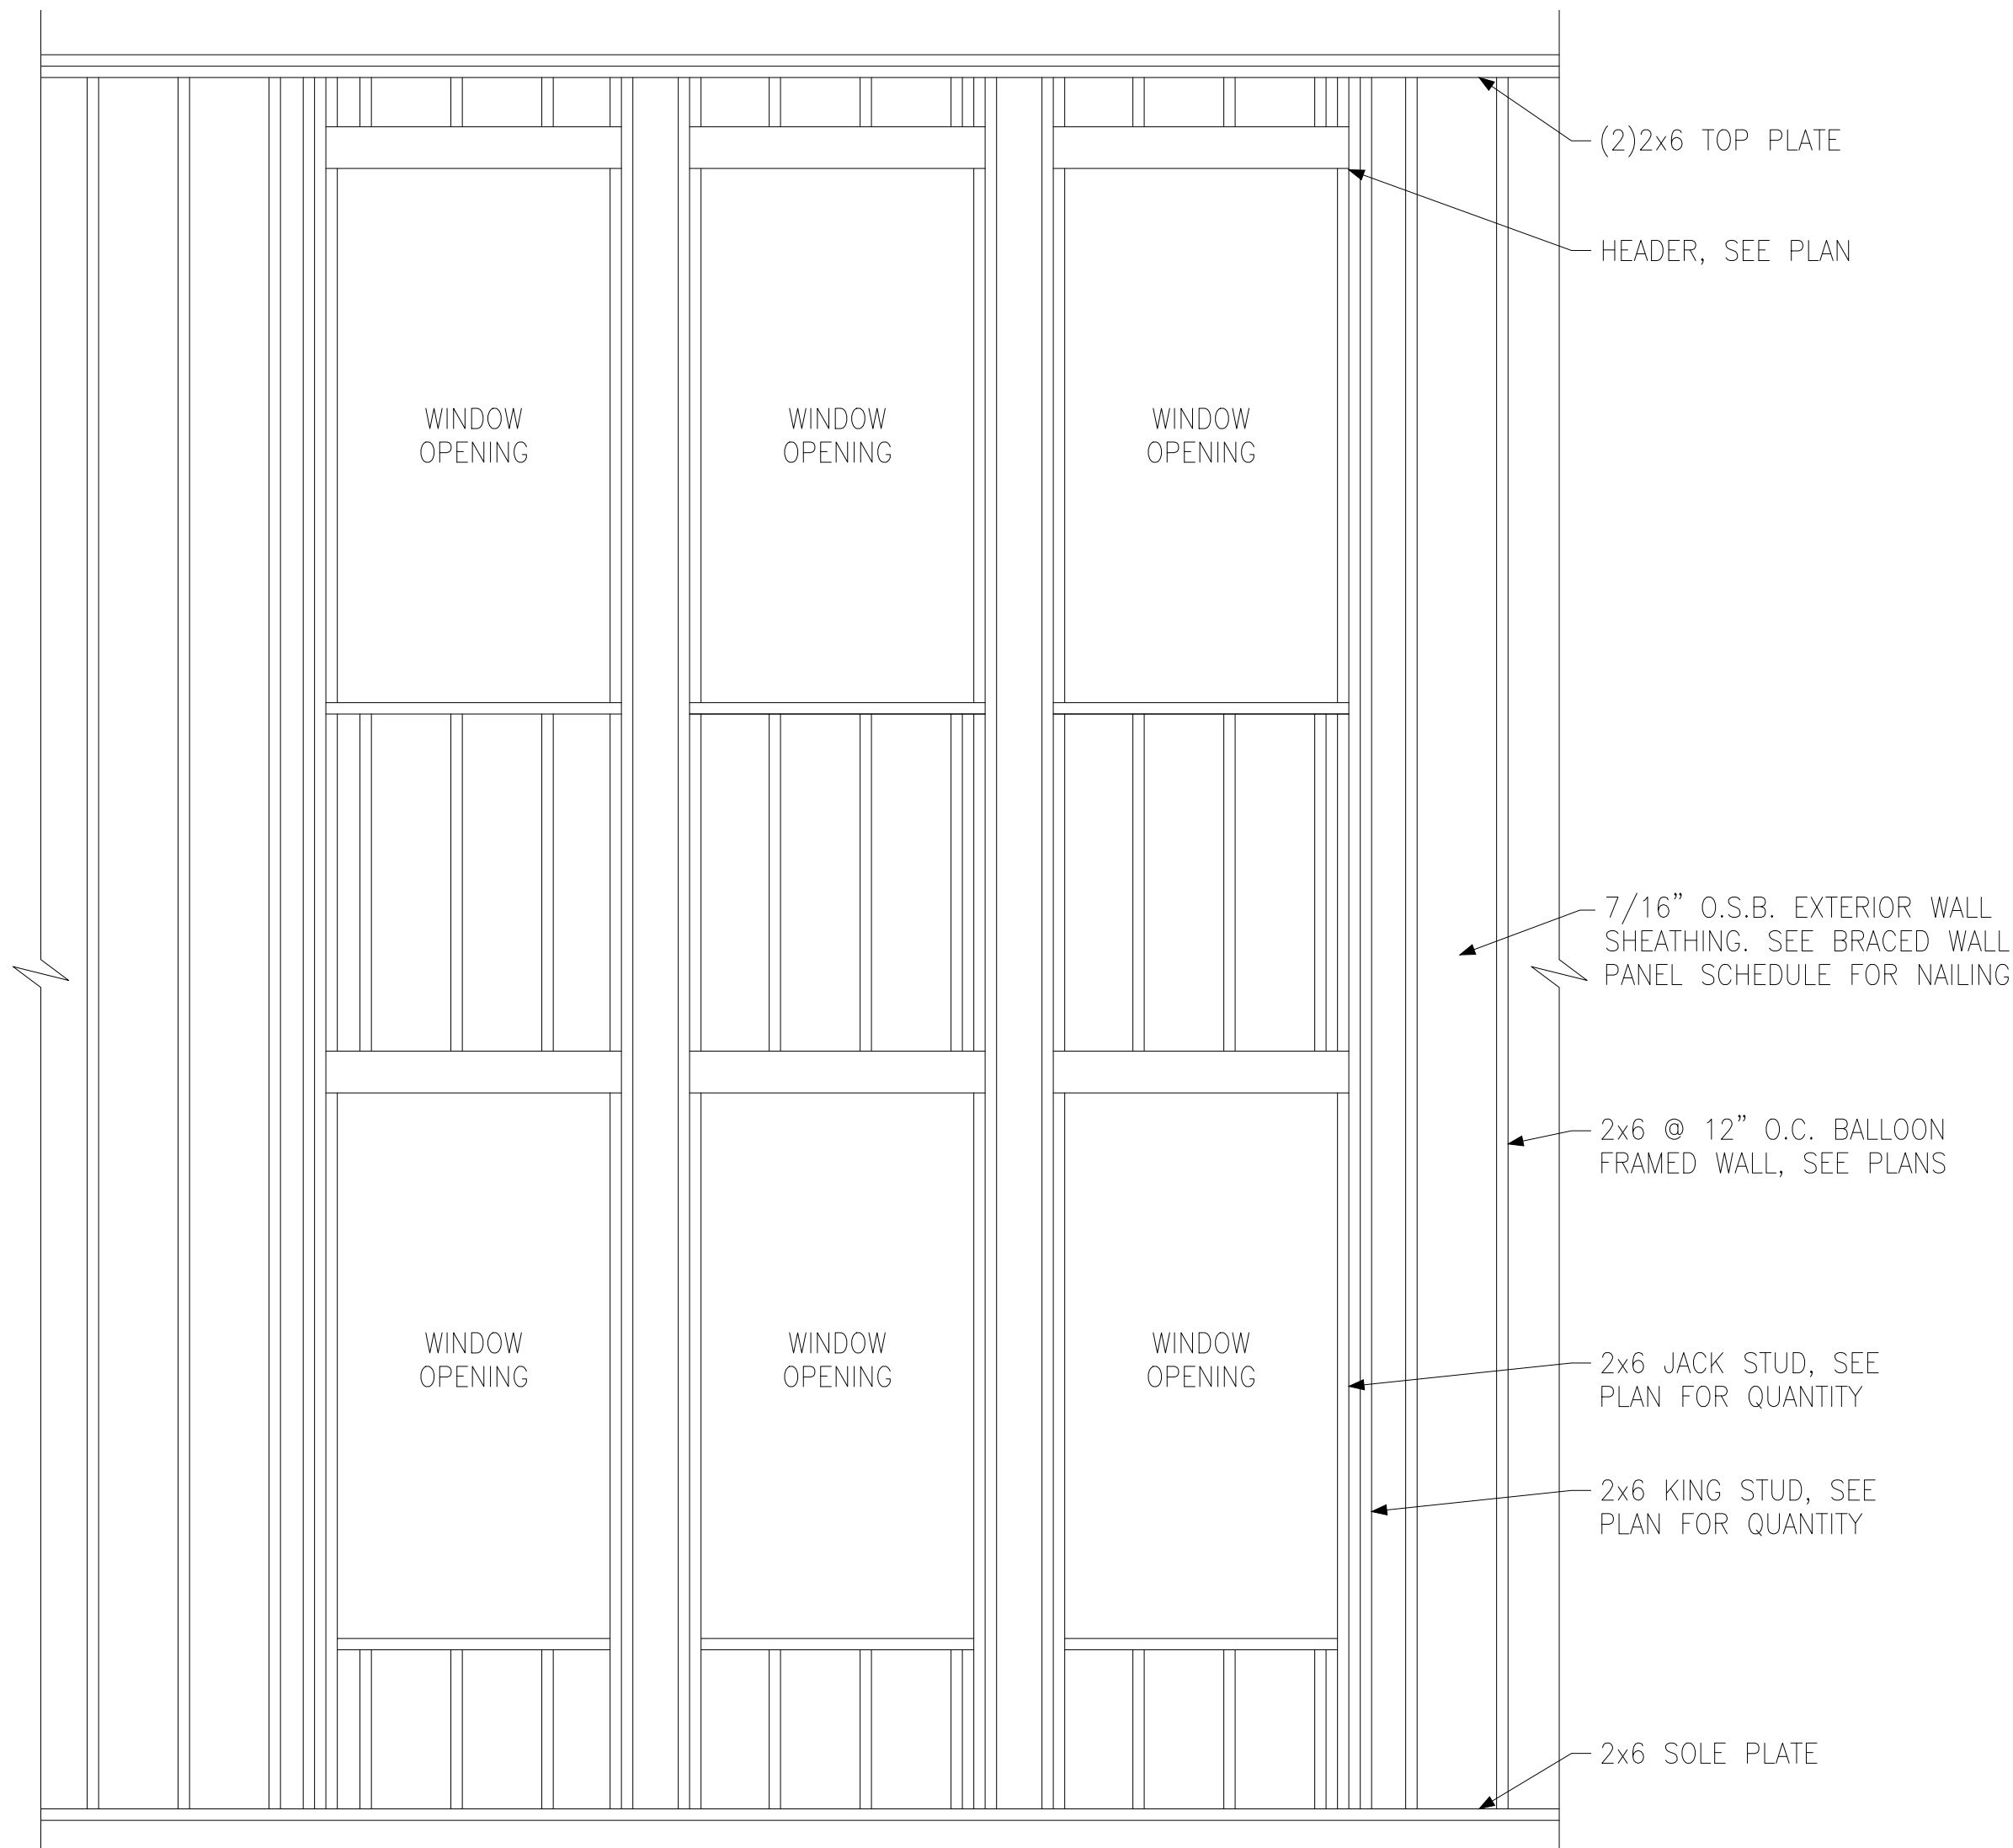 (2)2x6 TOP PLATE
HEADER, SEE PLAN
WINDOW
OPENING
WINDOW
OPENING
WINDOW
OPENING
7/16” O.S.B. EXTERIOR WALL
SHEATHING. SEE BRACED WALL
PANEL SCHEDULE FOR NAILING
2x6 @ 12” O.C. BALLOON
FRAMED WALL, SEE PLANS
WINDOW
OPENING
WINDOW
OPENING
WINDOW
OPENING
2x6 JACK STUD, SEE
PLAN FOR QUANTITY
2x6 KING STUD, SEE
PLAN FOR QUANTITY
2x6 SOLE PLATE